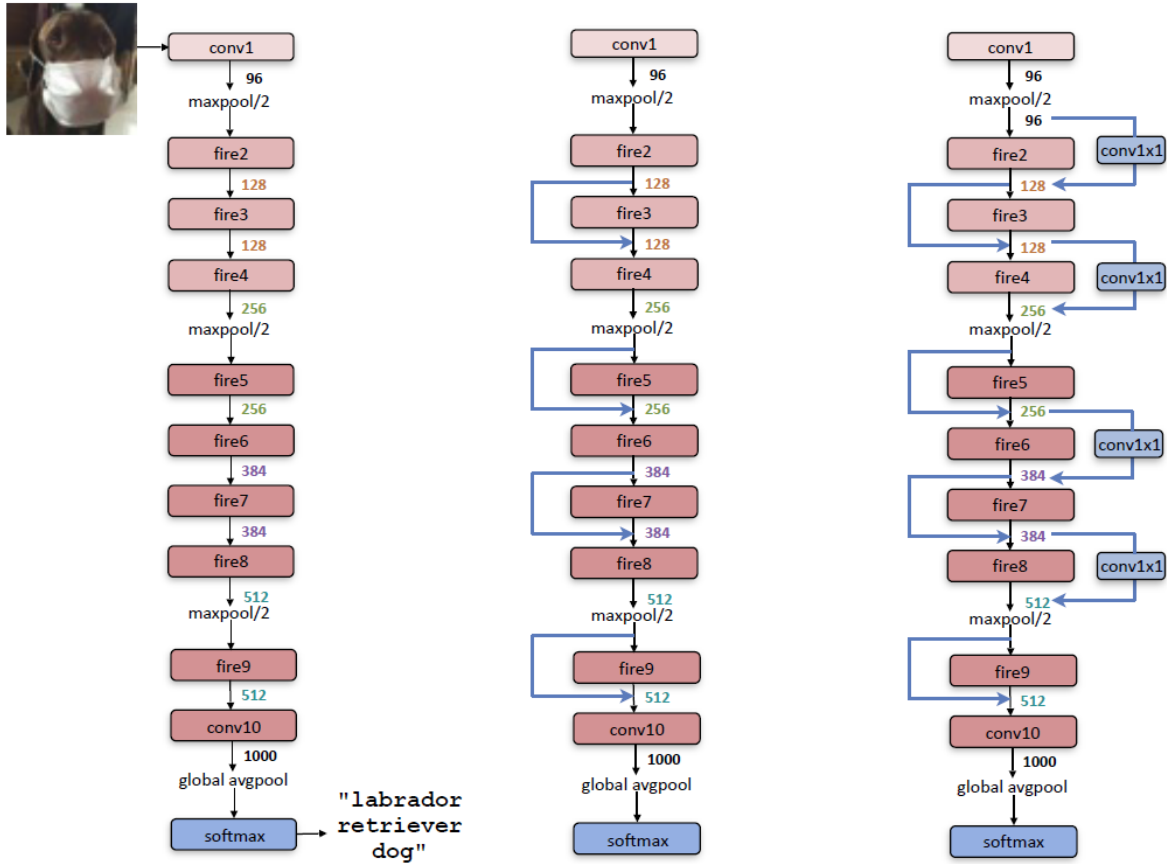 conv1
96
maxpool/2
fire2
128
fire3
128
fire4
256
maxpool/2
fire5
256
fire6
384
fire7
384
fire8
512
maxpool/2
fire9
512
conv10
1000
global avgpool
softmax
"labrador
retriever
dog"
conv1
96
maxpool/2
fire2
128
fire3
128
fire4
256
maxpool/2
fire5
256
fire6
384
fire7
384
fire8
512
maxpool/2
fire9
512
conv10
1000
global avgpool
softmax
conv1
96
maxpool/2
96
conv1x1
fire2
128
fire3
128
fire4
conv1x1
256
maxpool/2
fire5
256
fire6
conv1x1
384
fire7
384
fire8
conv1x1
512
maxpool/2
fire9
512
conv10
1000
global avgpool
softmax